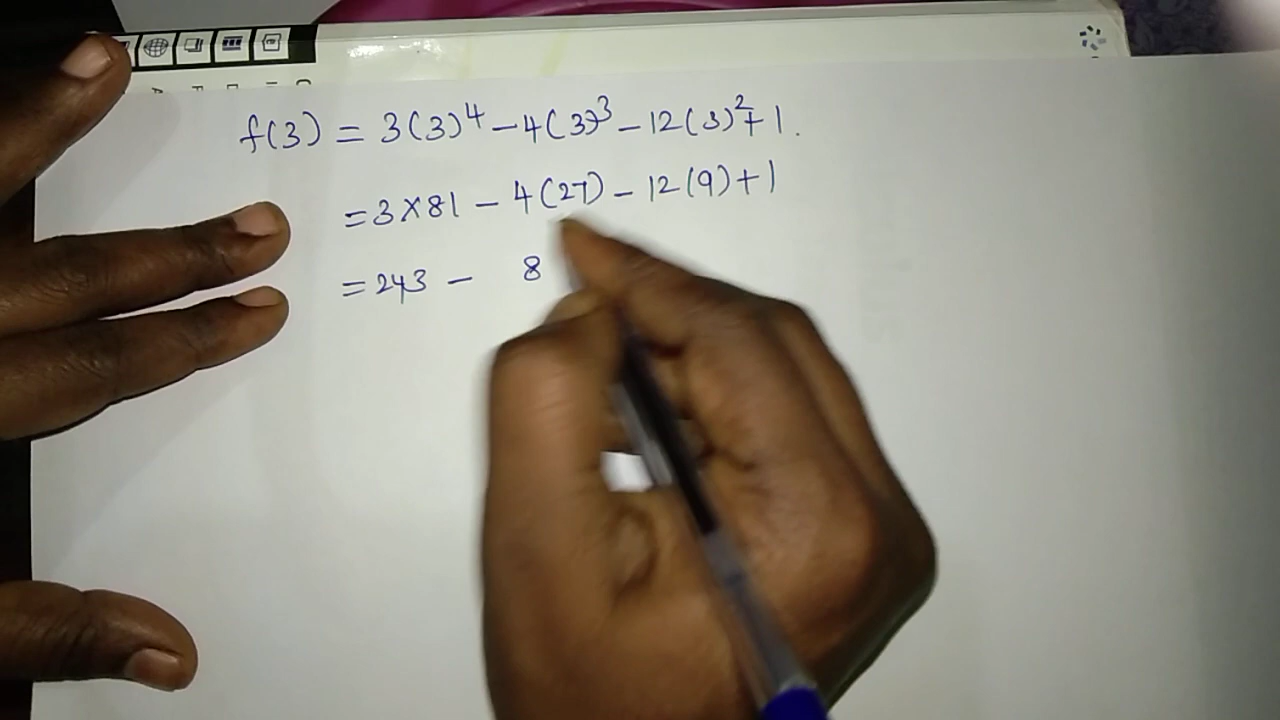 f(3) = 3(3)⁴ - 4(3)³ - 12(3)² + 1.
= 3 × 81 - 4(27) - 12(9) + 1
= 243 - 8